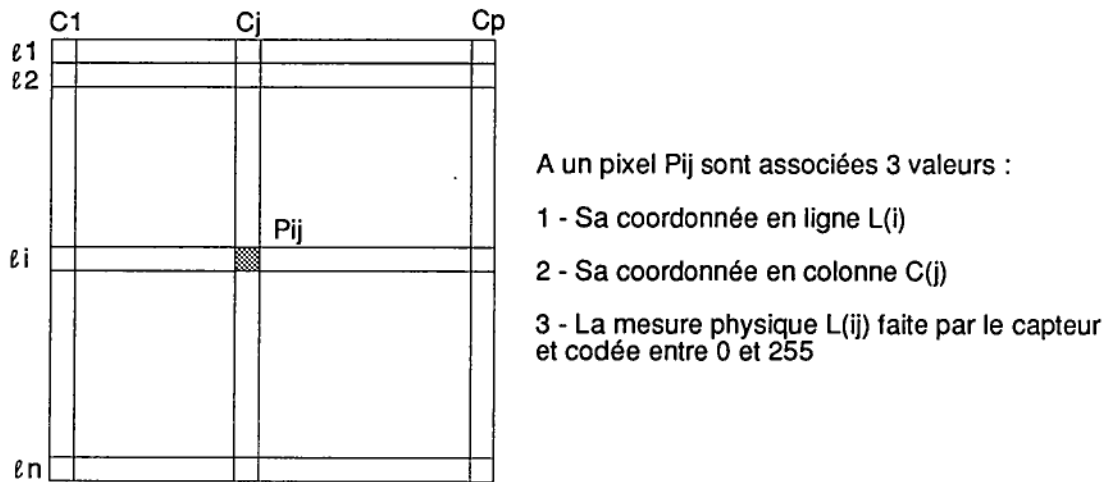 C1 Cj Cp
ℓ1
ℓ2
Pij
ℓi
ℓn
A un pixel Pij sont associées 3 valeurs :
1 - Sa coordonnée en ligne L(i)
2 - Sa coordonnée en colonne C(j)
3 - La mesure physique L(ij) faite par le capteur
et codée entre 0 et 255